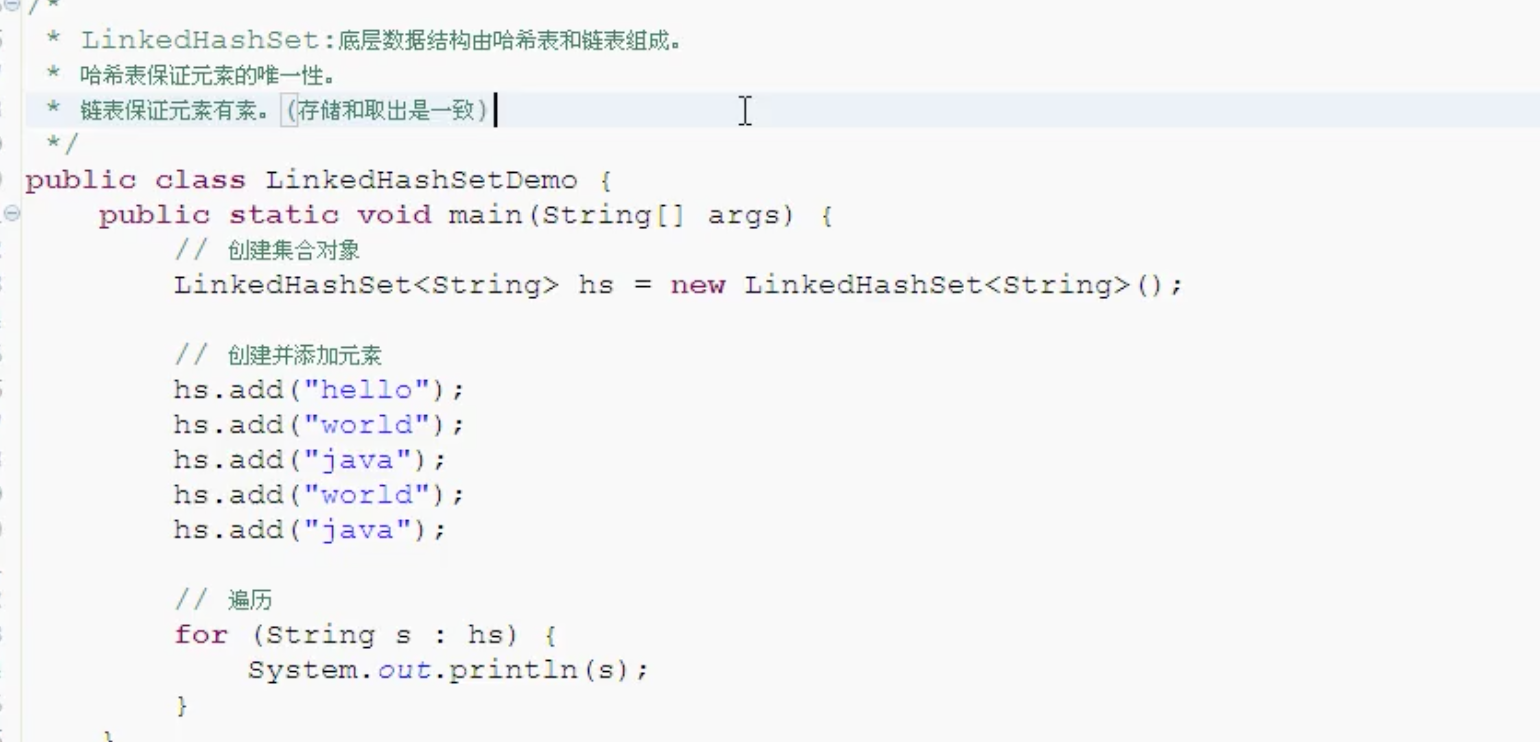 /*
* LinkedHashSet:底层数据结构由哈希表和链表组成。
* 哈希表保证元素的唯一性。
* 链表保证元素有素。(存储和取出是一致)
*/
public class LinkedHashSetDemo {
public static void main(String[] args) {
// 创建集合对象
LinkedHashSet<String> hs = new LinkedHashSet<String>();
// 创建并添加元素
hs.add("hello");
hs.add("world");
hs.add("java");
hs.add("world");
hs.add("java");
// 遍历
for (String s : hs) {
System.out.println(s);
}
}